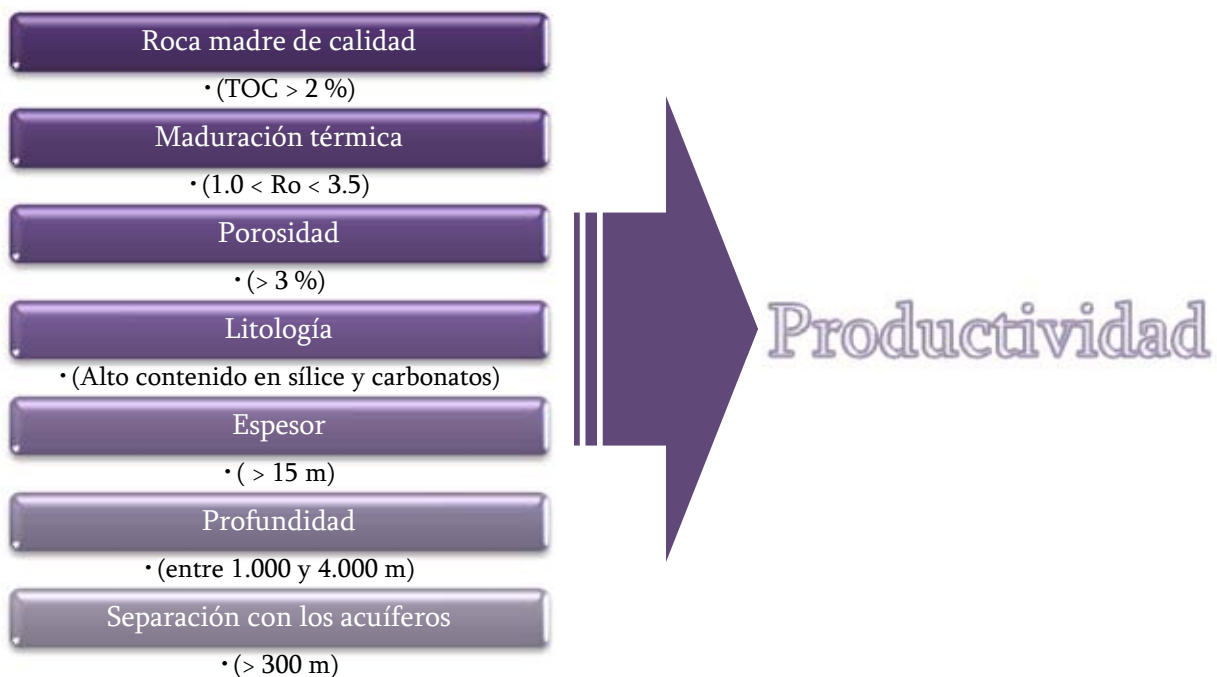 Roca madre de calidad
• (TOC > 2 %)
Maduración térmica
• (1.0 < Ro < 3.5)
Porosidad
• (> 3 %)
Litología
• (Alto contenido en sílice y carbonatos)
Espesor
• ( > 15 m)
Profundidad
• (entre 1.000 y 4.000 m)
Separación con los acuíferos
• (> 300 m)
Productividad